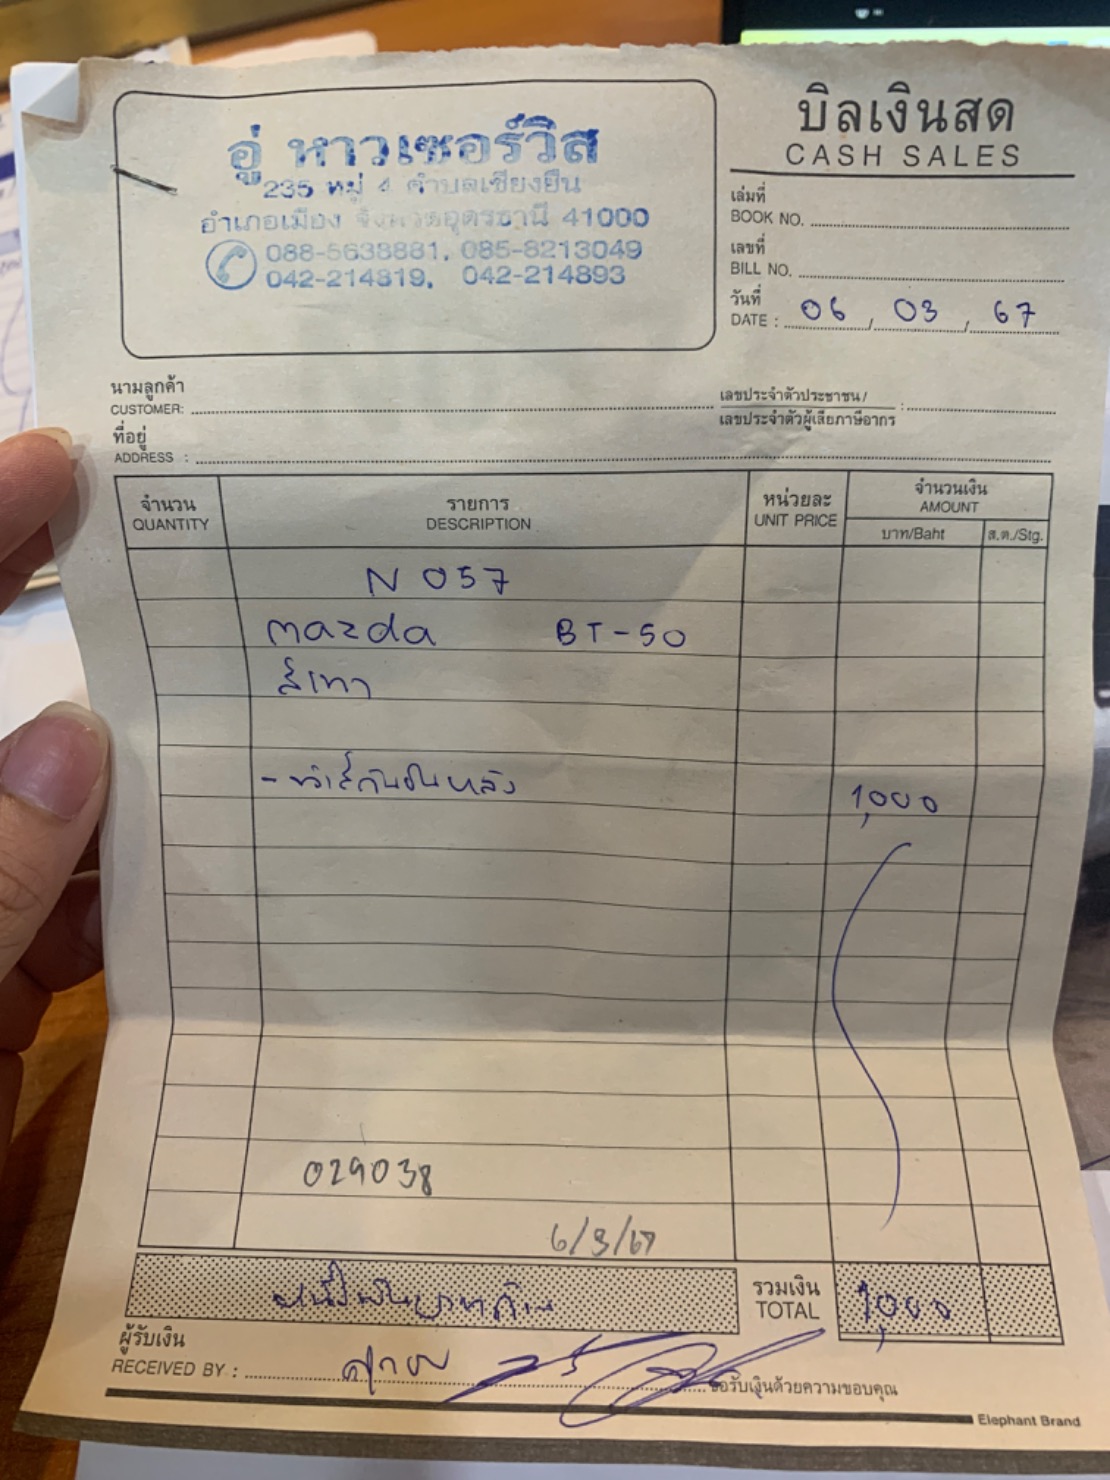 บิลเงินสด
CASH SALES
อู่ หาวเซอร์วิส
235 หมู่ 4 ตำบลเชียงยืน
อำเภอเมือง จังหวัดอุดรธานี 41000
088-5638881, 085-8213049
042-214819, 042-214893
เล่มที่
BOOK NO.
เลขที่
BILL NO.
วันที่
DATE : 06 / 03 / 67
นามลูกค้า
CUSTOMER:
เลขประจำตัวประชาชน /
เลขประจำตัวผู้เสียภาษีอากร :
ที่อยู่
ADDRESS :
จำนวน รายการ หน่วยละ จำนวนเงิน
QUANTITY DESCRIPTION UNIT PRICE AMOUNT
บาท/Baht ส.ต./Stg.
N 057
mazda BT-50
สีเทา
- ทำสีกันชนหลัง 1,000
029038
6/3/67
หนึ่งพันบาทถ้วน รวมเงิน 1,000
TOTAL
ผู้รับเงิน
RECEIVED BY :
ขอรับเงินด้วยความขอบคุณ
Elephant Brand